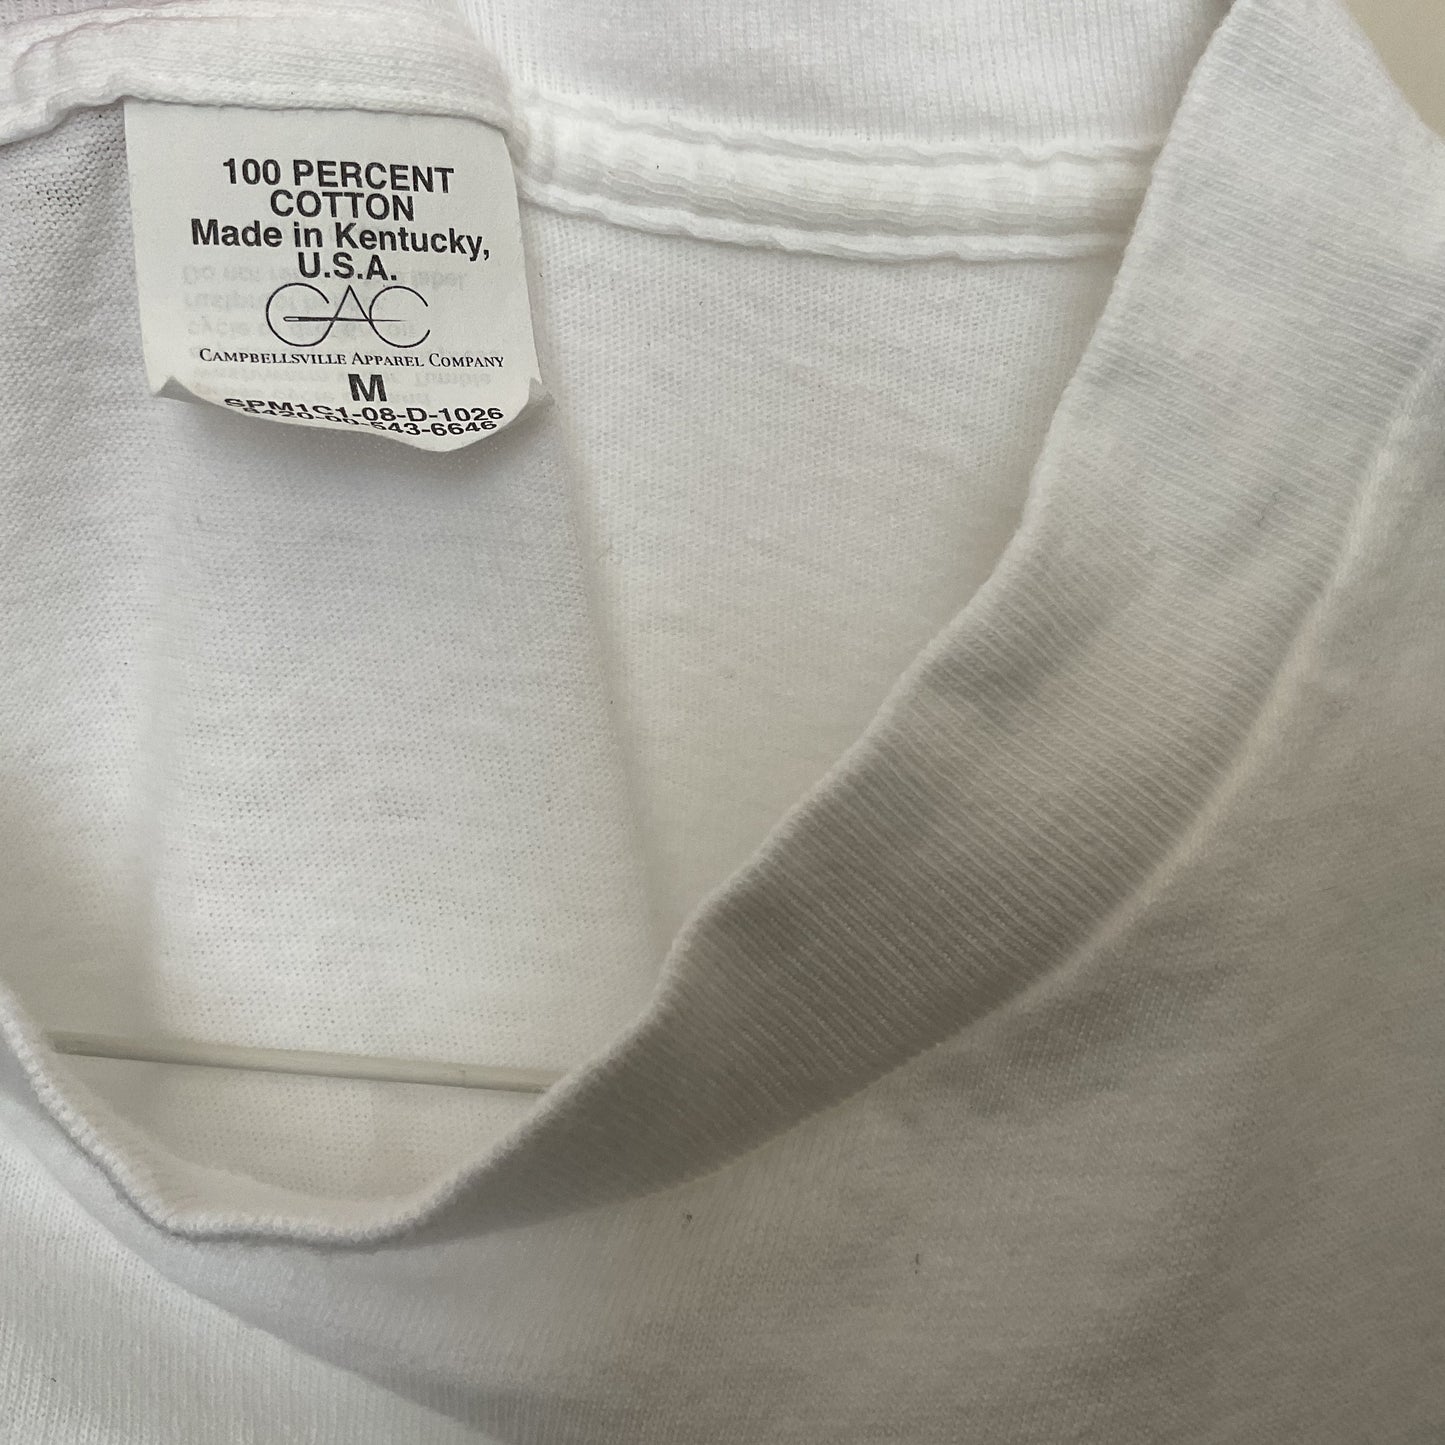 100 PERCENT
COTTON
Made in Kentucky,
U.S.A.
CAC
CAMPBELLSVILLE APPAREL COMPANY
M
SPM1C1-08-D-1026
8420-00-543-6646